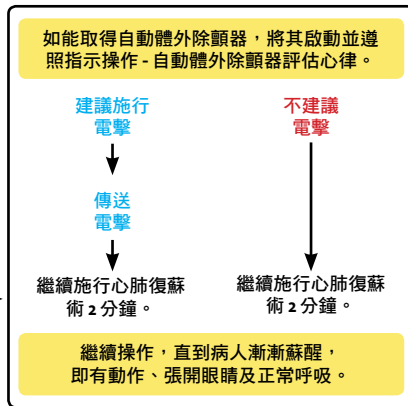 如能取得自動體外除顫器，將其啟動並遵
照指示操作 - 自動體外除顫器評估心律。
建議施行
電擊
不建議
電擊
傳送
電擊
繼續施行心肺復蘇
術 2 分鐘。
繼續施行心肺復蘇
術 2 分鐘。
繼續操作，直到病人漸漸蘇醒，
即有動作、張開眼睛及正常呼吸。